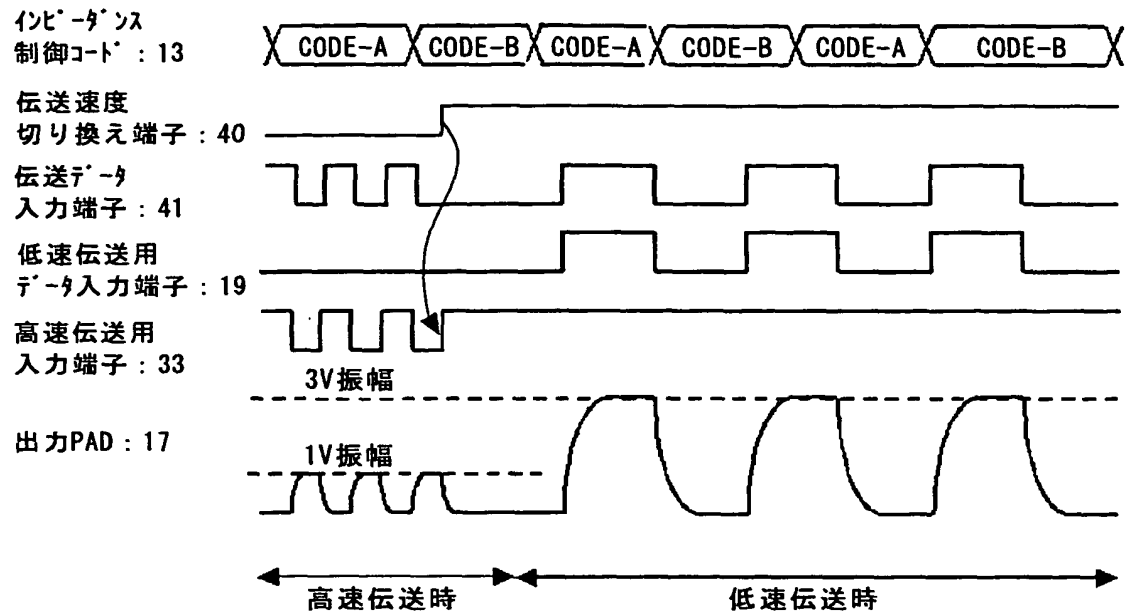 ｲﾝﾋﾟｰﾀﾞﾝｽ
制御ｺｰﾄﾞ：13
CODE-A CODE-B CODE-A CODE-B CODE-A CODE-B
伝送速度
切り換え端子：40
伝送ﾃﾞｰﾀ
入力端子：41
低速伝送用
ﾃﾞｰﾀ入力端子：19
高速伝送用
入力端子：33
3V振幅
出力PAD：17
1V振幅
高速伝送時 低速伝送時